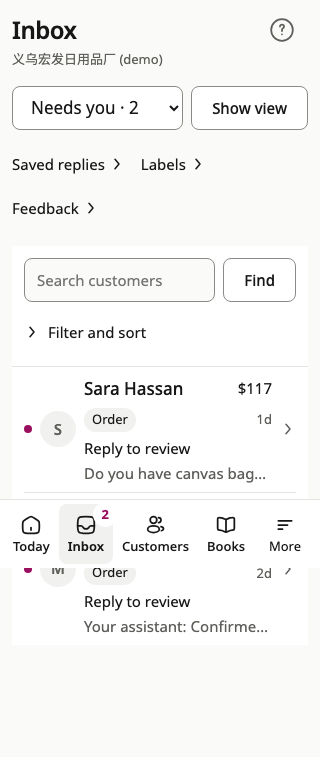 Inbox
义乌宏发日用品厂 (demo)
Needs you · 2
Show view
Saved replies
Labels
Feedback
Search customers
Find
Filter and sort
Sara Hassan
$117
S
Order
1d
Reply to review
Do you have canvas bag...
2
Today
Inbox
Customers
Books
More
M
Order
2d
Reply to review
Your assistant: Confirme...